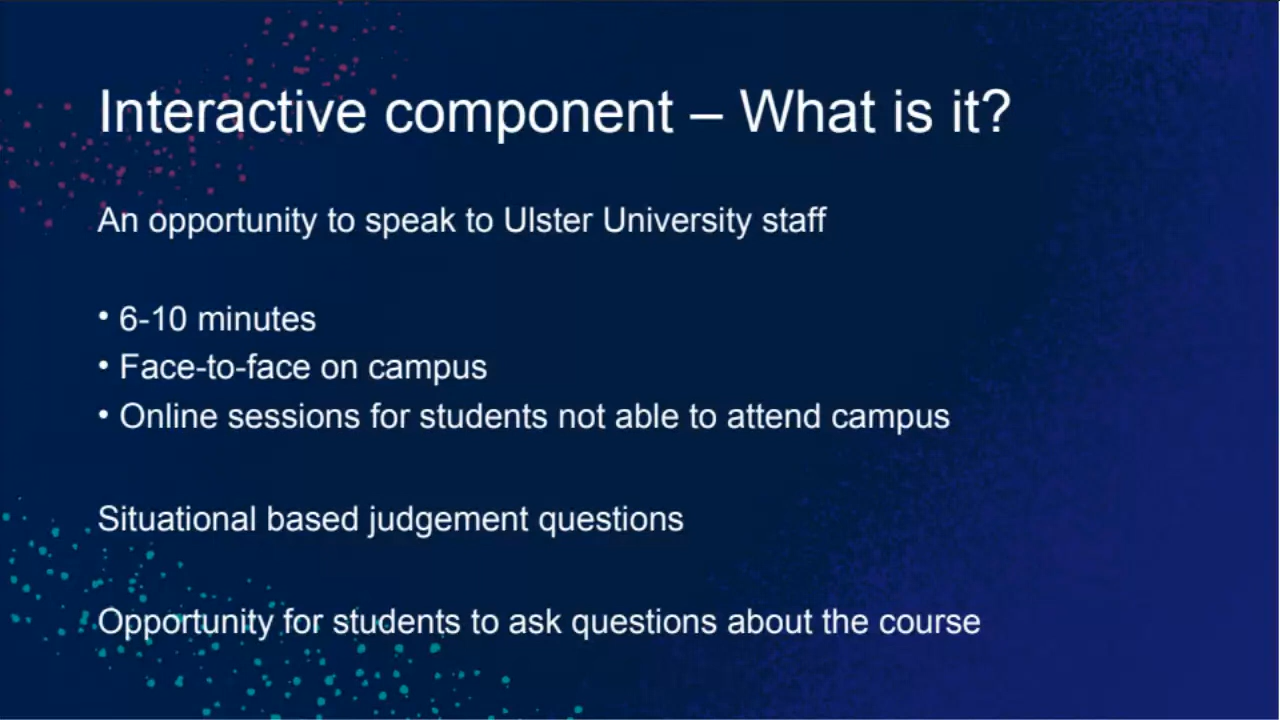 Interactive component – What is it?
An opportunity to speak to Ulster University staff
• 6-10 minutes
• Face-to-face on campus
• Online sessions for students not able to attend campus
Situational based judgement questions
Opportunity for students to ask questions about the course